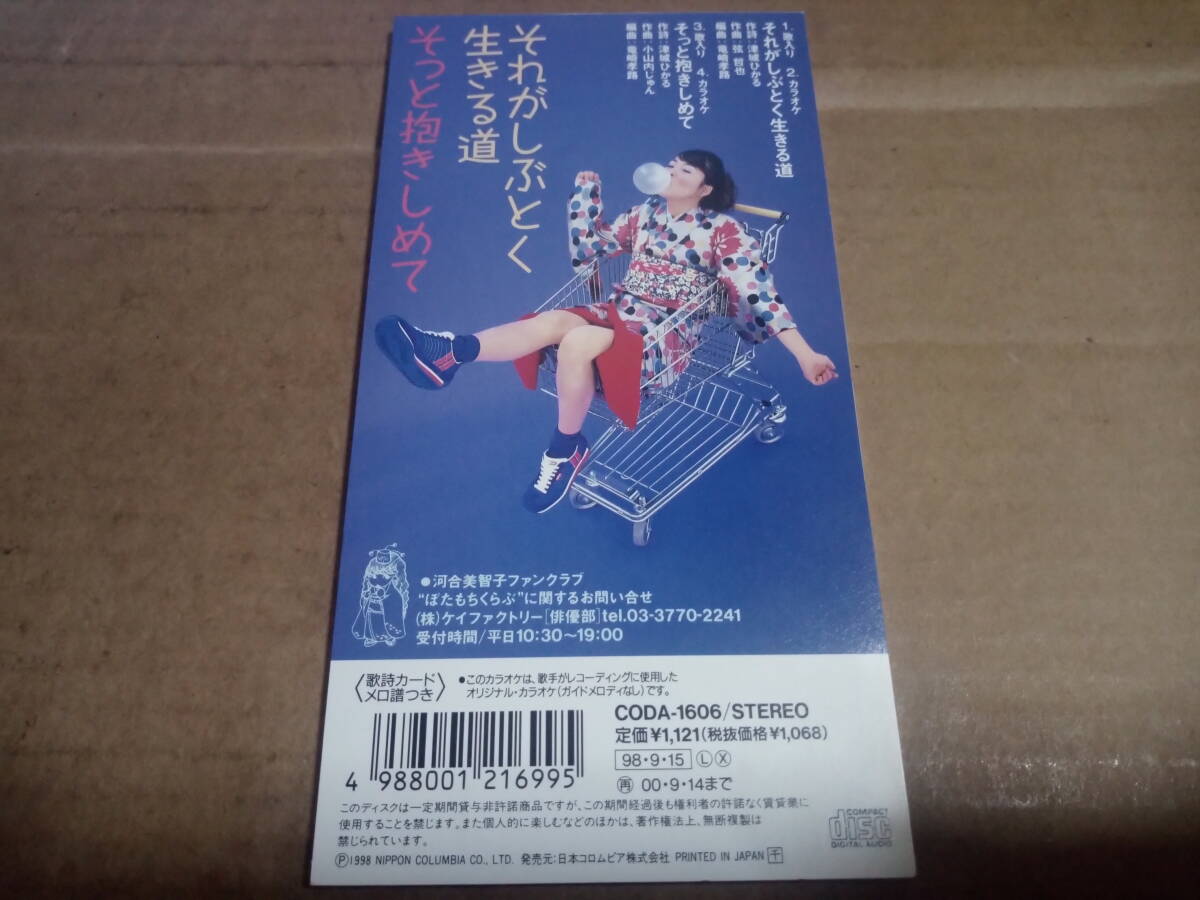 1. 歌入り 2. カラオケ
それがしぶとく生きる道
作詩:津城ひかる
作曲:弦 哲也
編曲:竜崎孝路
3. 歌入り 4. カラオケ
そっと抱きしめて
作詩:津城ひかる
作曲:小山内じゅん
編曲:竜崎孝路
それがしぶとく
生きる道
そっと抱きしめて
●河合美智子ファンクラブ
“ぼたもちくらぶ”に関するお問い合せ
(株)ケイファクトリー[俳優部]tel.03-3770-2241
受付時間/平日10:30〜19:00
〈歌詩カード
メロ譜つき〉
●このカラオケは、歌手がレコーディングに使用した
オリジナル・カラオケ(ガイドメロディなし)です。
CODA-1606/STEREO
定価¥1,121(税抜価格¥1,068)
98・9・15 Ⓛ Ⓧ
㊢ 00・9・14まで
4 988001 216995
このディスクは一定期間貸与非許諾商品ですが、この期間経過後も権利者の許諾なく賃貸業に
使用することを禁じます。また個人的に楽しむなどのほかは、著作権法上、無断複製は
禁じられています。
Ⓟ1998 NIPPON COLUMBIA CO., LTD. 発売元:日本コロムビア株式会社 PRINTED IN JAPAN 千
COMPACT
disc
DIGITAL AUDIO